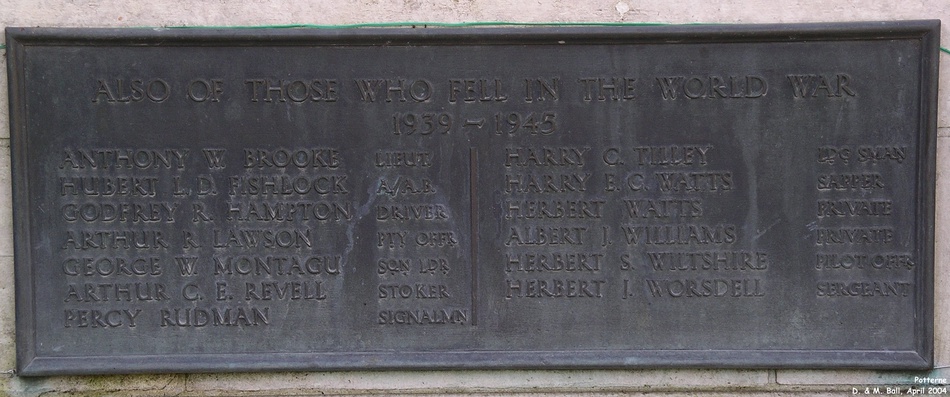 ALSO OF THOSE WHO FELL IN THE WORLD WAR
1939 – 1945
ANTHONY W. BROOKE LIEUT.
HUBERT L. D. FISHLOCK A/A.B.
GODFREY R. HAMPTON DRIVER
ARTHUR R. LAWSON PTY OFFR
GEORGE W. MONTAGU SQN LDR
ARTHUR C. E. REVELL STOKER
PERCY RUDMAN SIGNALMN
HARRY C. TILLEY LDG SMAN
HARRY E. C. WATTS SAPPER
HERBERT WATTS PRIVATE
ALBERT J. WILLIAMS PRIVATE
HERBERT S. WILTSHIRE PILOT OFFR
HERBERT J. WORSDELL SERGEANT
Potterne
D. & M. Ball, April 2004